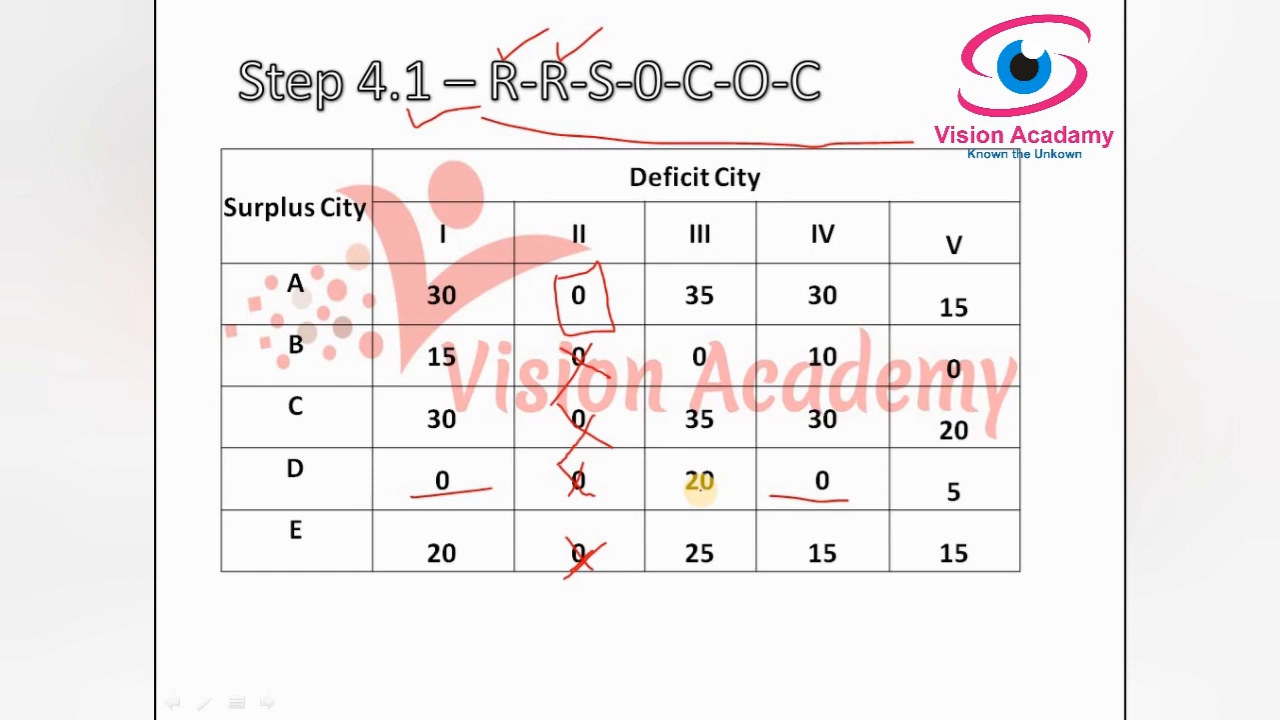 Step 4.1 – R-R-S-0-C-O-C
Vision Acadamy
Known the Unkown
Surplus City
Deficit City
I II III IV V
A 30 0 35 30 15
B 15 0 0 10 0
C 30 0 35 30 20
D 0 0 20 0 5
E 20 0 25 15 15
Vision Academy